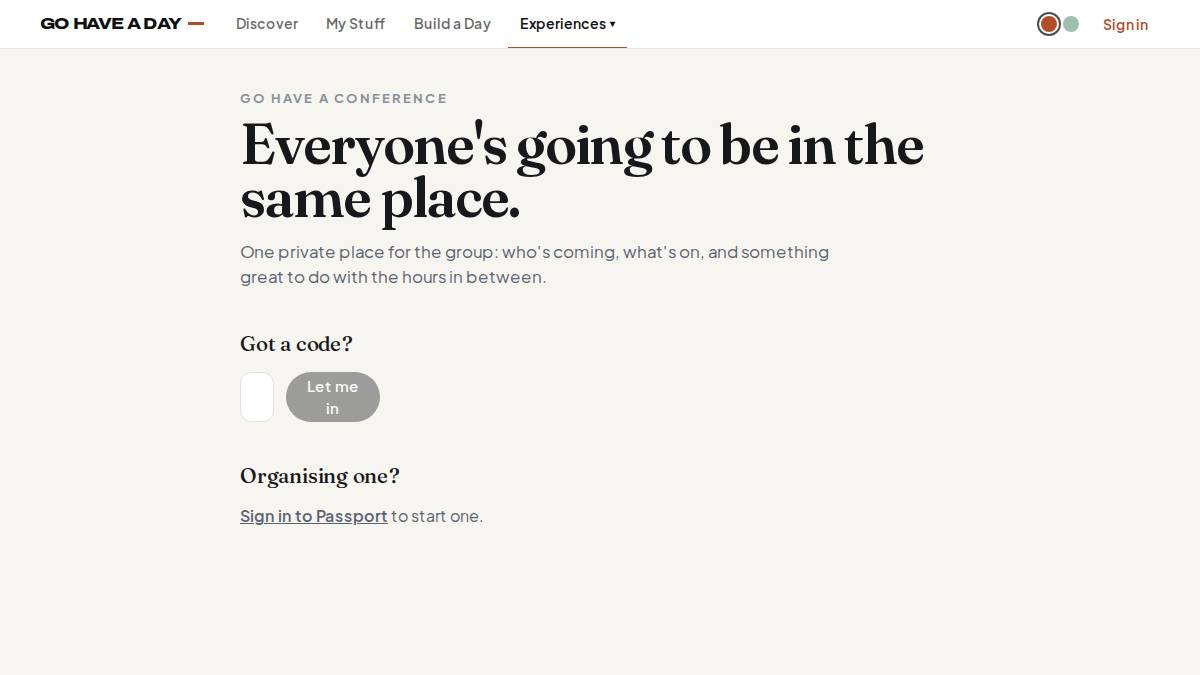 GO HAVE A DAY
Discover
My Stuff
Build a Day
Experiences ▾
Sign in
GO HAVE A CONFERENCE
Everyone's going to be in the
same place.
One private place for the group: who's coming, what's on, and something
great to do with the hours in between.
Got a code?
Let me
in
Organising one?
Sign in to Passport to start one.